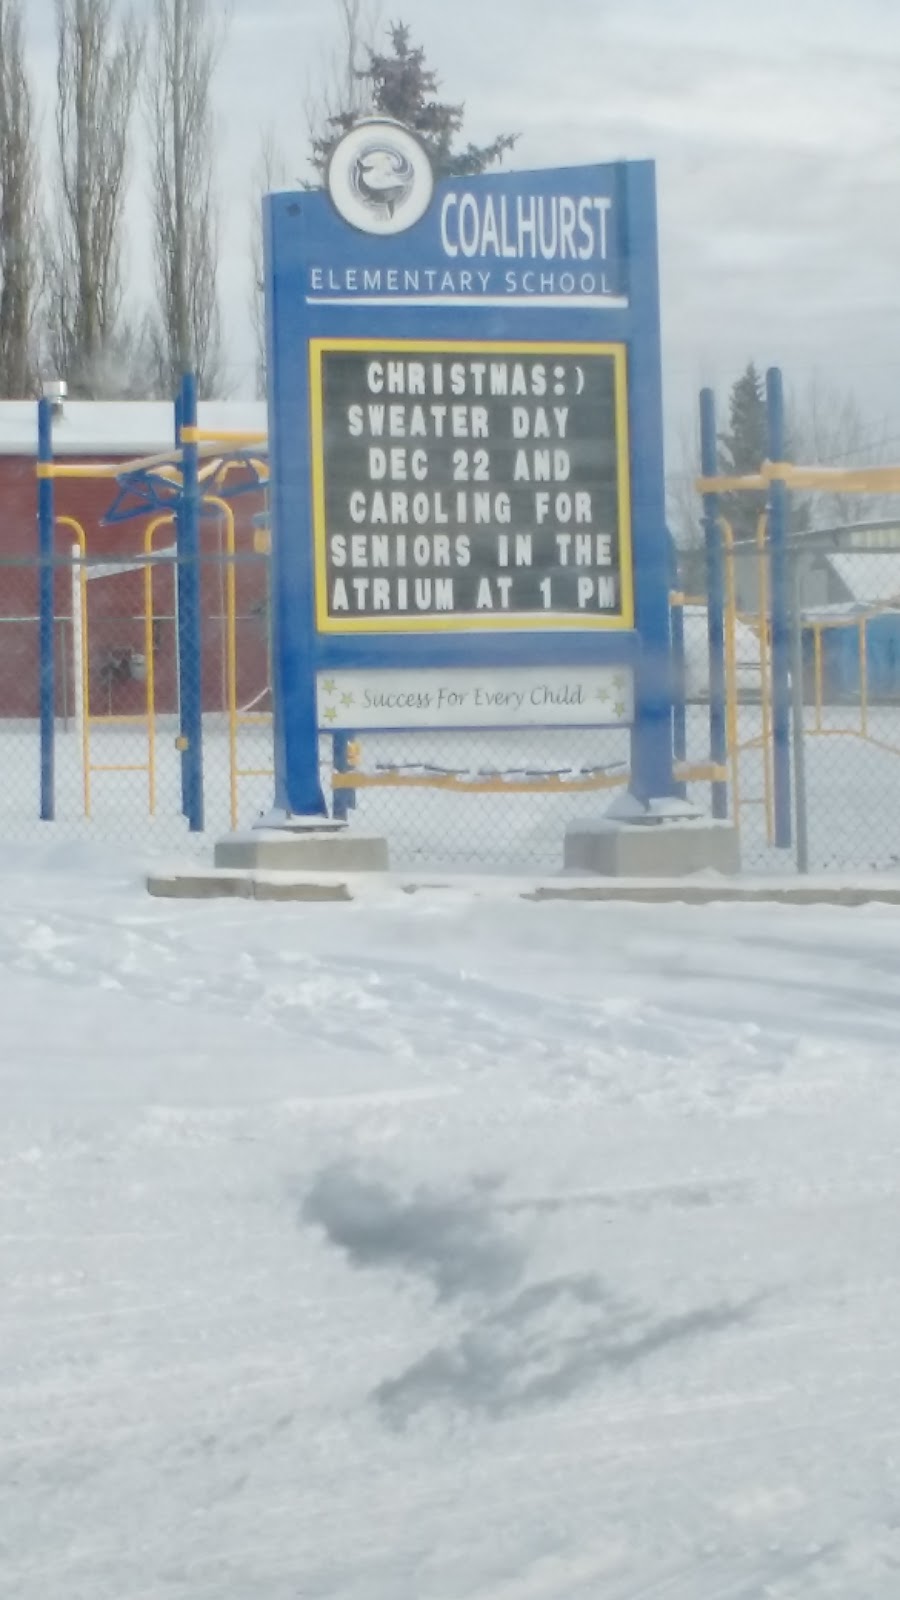 COALHURST
ELEMENTARY SCHOOL
CHRISTMAS:)
SWEATER DAY
DEC 22 AND
CAROLING FOR
SENIORS IN THE
ATRIUM AT 1 PM
Success For Every Child